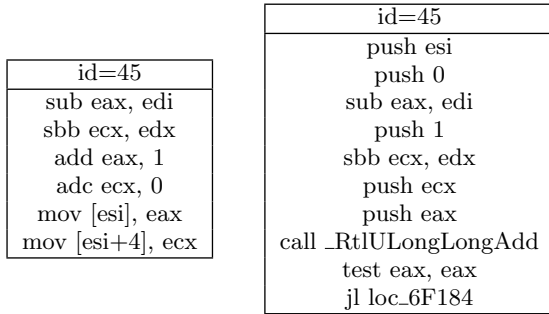 id=45
sub eax, edi
sbb ecx, edx
add eax, 1
adc ecx, 0
mov [esi], eax
mov [esi+4], ecx
id=45
push esi
push 0
sub eax, edi
push 1
sbb ecx, edx
push ecx
push eax
call _RtlULongLongAdd
test eax, eax
jl loc_6F184